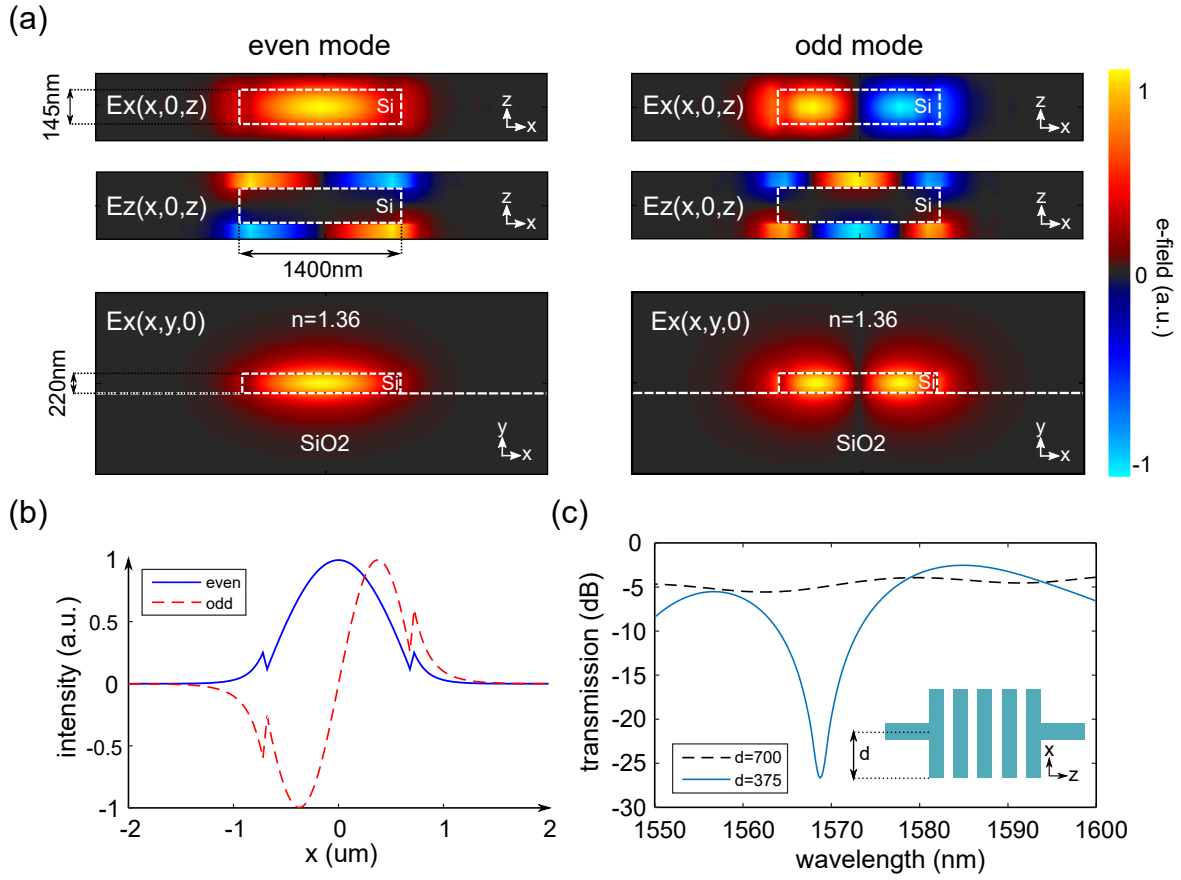 (a)
even mode
odd mode
145nm
Ex(x,0,z)
Si
z
x
Ex(x,0,z)
Si
z
x
1
Ez(x,0,z)
Si
z
x
Ez(x,0,z)
Si
z
x
1400nm
e-field (a.u.)
0
Ex(x,y,0)
n=1.36
Ex(x,y,0)
n=1.36
220nm
Si
Si
SiO2
y
x
SiO2
y
x
-1
(b)
intensity (a.u.)
1
0.5
0
-0.5
-1
even
odd
-2
-1
0
1
2
x (um)
(c)
transmission (dB)
0
-5
-10
-15
-20
-25
-30
d=700
d=375
d
x
z
1550
1560
1570
1580
1590
1600
wavelength (nm)